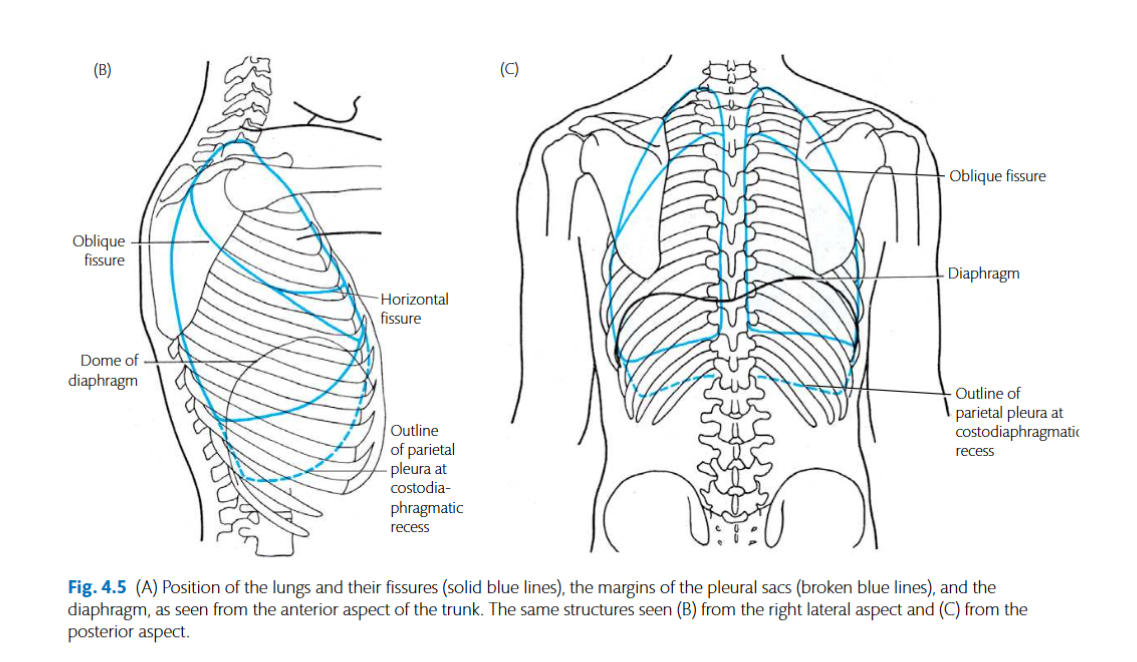 (B)
Oblique
fissure
Horizontal
fissure
Dome of
diaphragm
Outline
of parietal
pleura at
costodia-
phragmatic
recess
(C)
Oblique fissure
Diaphragm
Outline of
parietal pleura at
costodiaphragmatic
recess
Fig. 4.5 (A) Position of the lungs and their fissures (solid blue lines), the margins of the pleural sacs (broken blue lines), and the
diaphragm, as seen from the anterior aspect of the trunk. The same structures seen (B) from the right lateral aspect and (C) from the
posterior aspect.